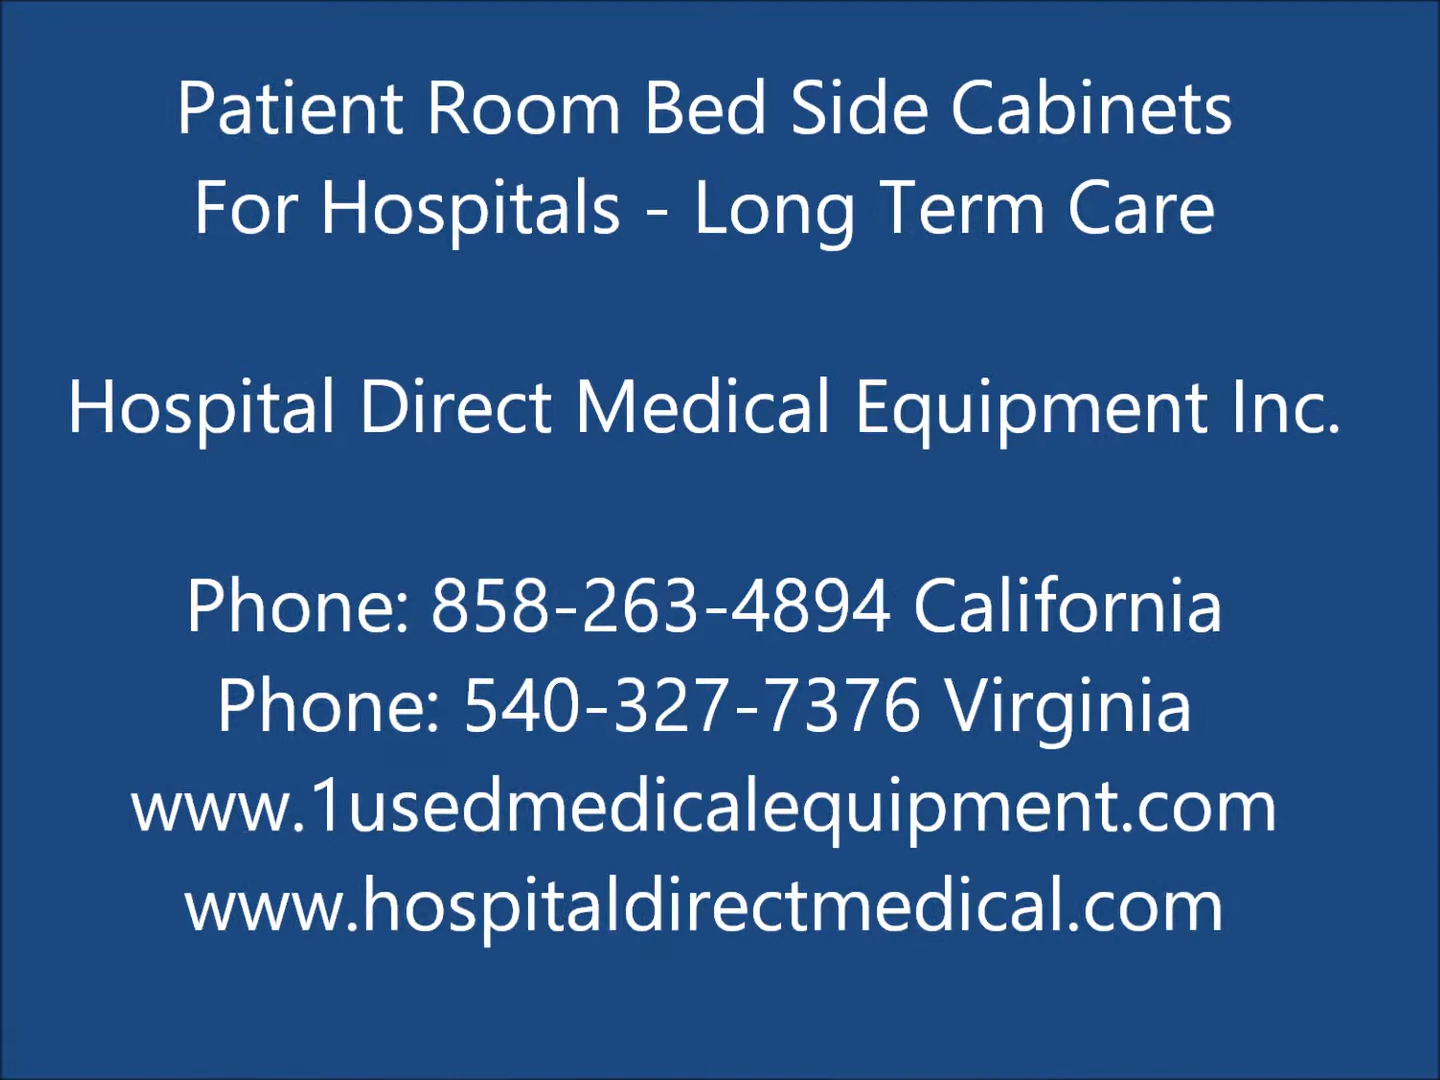 Patient Room Bed Side Cabinets
For Hospitals - Long Term Care
Hospital Direct Medical Equipment Inc.
Phone: 858-263-4894 California
Phone: 540-327-7376 Virginia
www.1usedmedicalequipment.com
www.hospitaldirectmedical.com